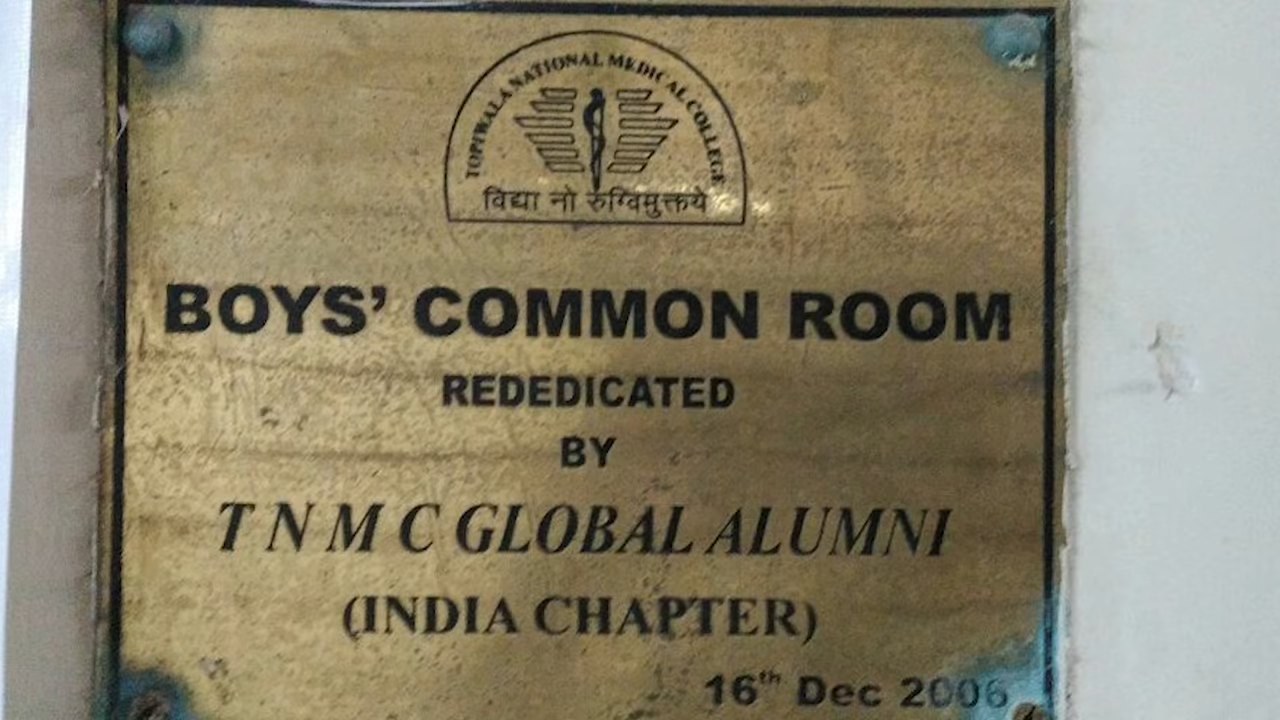 TOPIWALA NATIONAL MEDICAL COLLEGE
विद्या नो रुग्विमुक्तये
BOYS’ COMMON ROOM
REDEDICATED
BY
T N M C GLOBAL ALUMNI
(INDIA CHAPTER)
16th Dec 2006